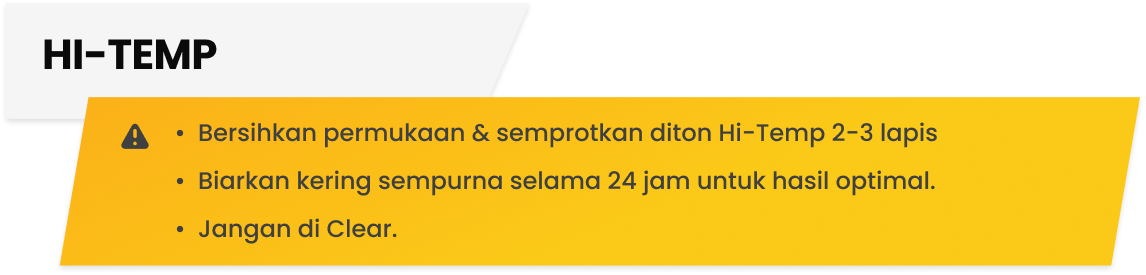 HI-TEMP
• Bersihkan permukaan & semprotkan diton Hi-Temp 2-3 lapis
• Biarkan kering sempurna selama 24 jam untuk hasil optimal.
• Jangan di Clear.